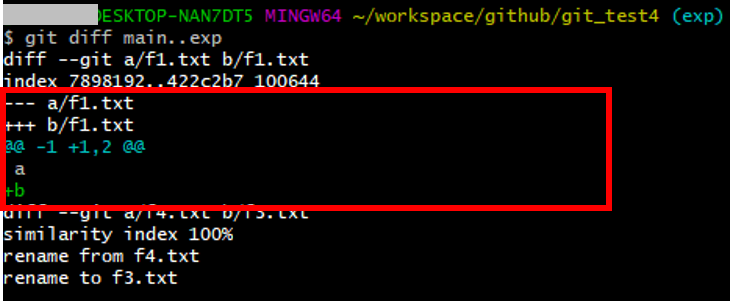 DESKTOP-NAN7DT5 MINGW64 ~/workspace/github/git_test4 (exp)
$ git diff main..exp
diff --git a/f1.txt b/f1.txt
index 7898192..422c2b7 100644
--- a/f1.txt
+++ b/f1.txt
@@ -1 +1,2 @@
 a
+b
diff --git a/f4.txt b/f3.txt
similarity index 100%
rename from f4.txt
rename to f3.txt